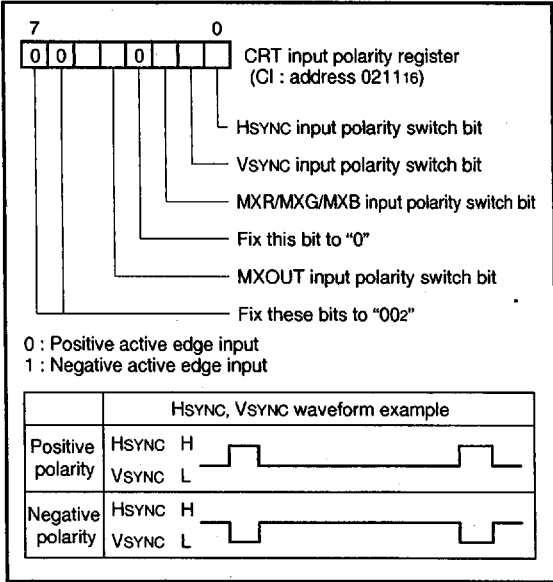 7 0
0 0 0 CRT input polarity register
(CI : address 021116)
HSYNC input polarity switch bit
VSYNC input polarity switch bit
MXR/MXG/MXB input polarity switch bit
Fix this bit to “0”
MXOUT input polarity switch bit
Fix these bits to “002”
0 : Positive active edge input
1 : Negative active edge input
HSYNC, VSYNC waveform example
Positive polarity HSYNC H
VSYNC L
Negative polarity HSYNC H
VSYNC L